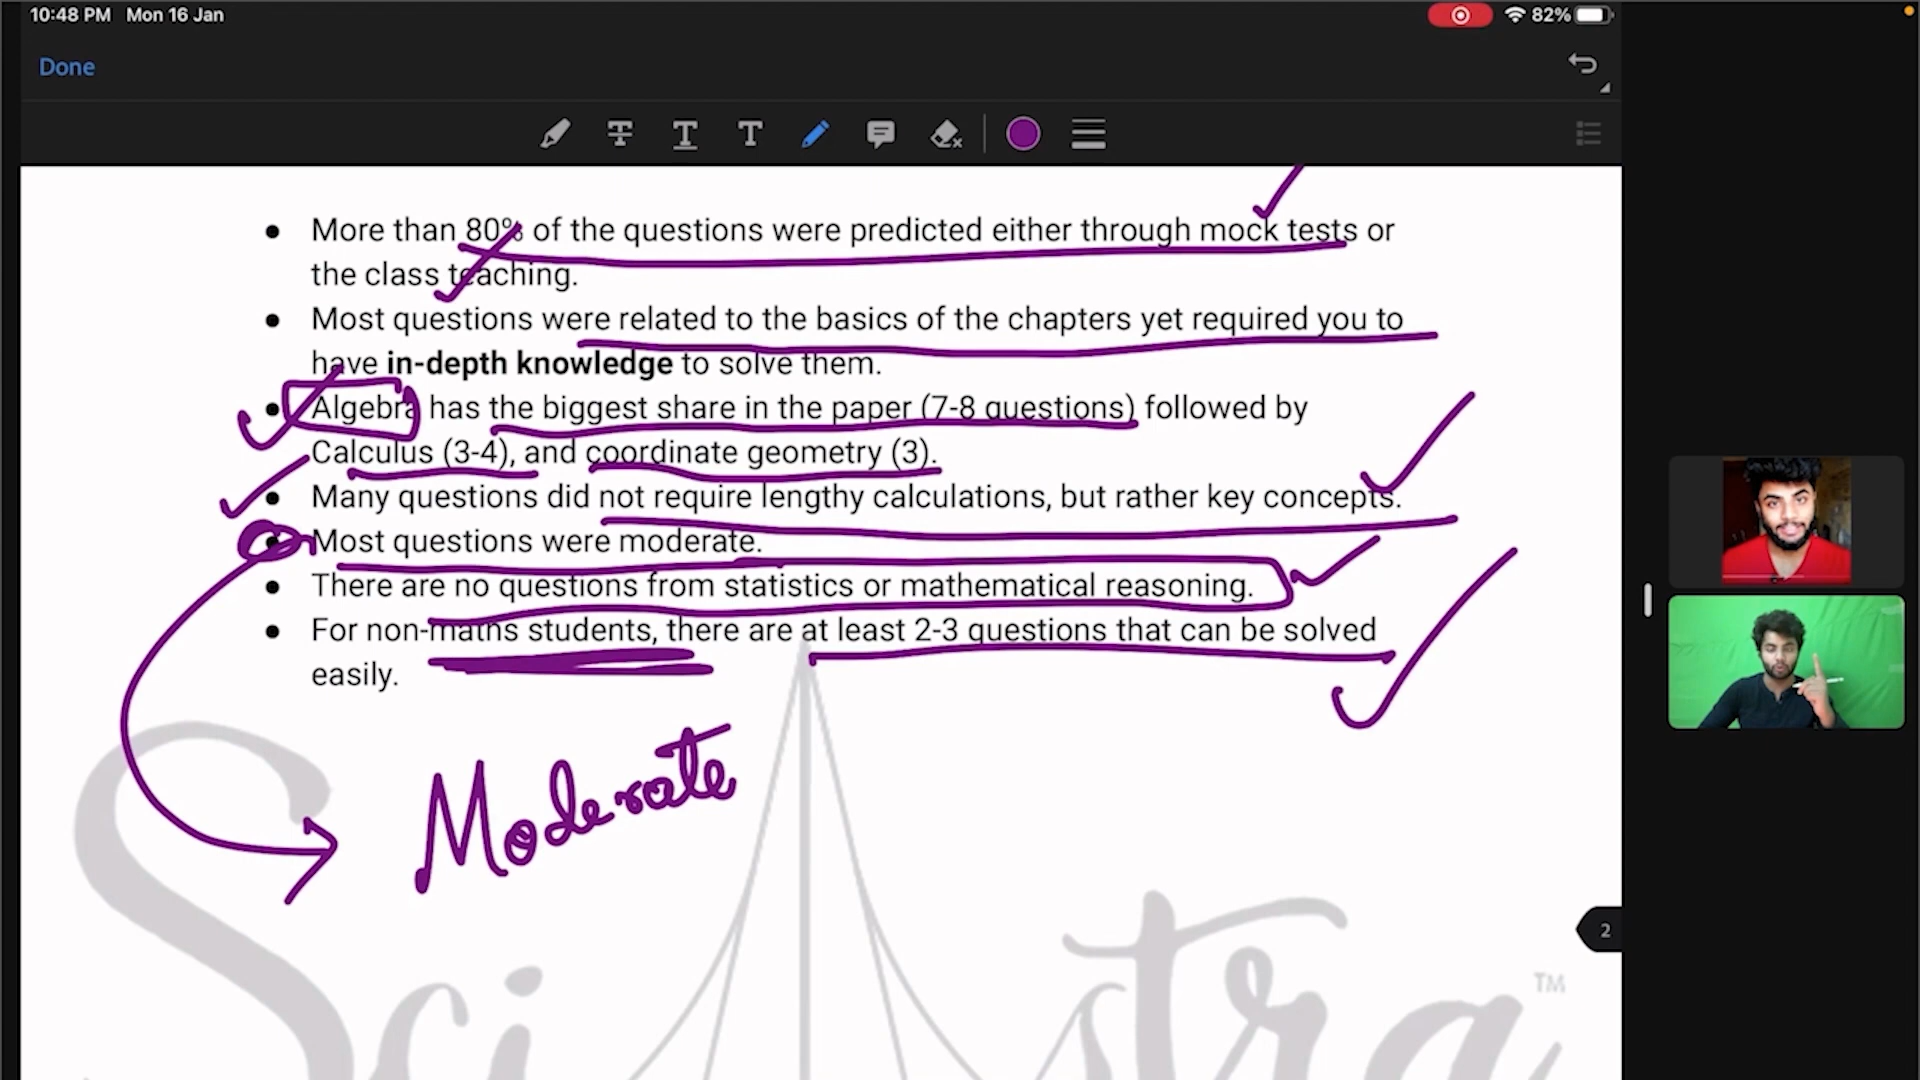 10:48 PM Mon 16 Jan
82%
Done
T T T
More than 80% of the questions were predicted either through mock tests or
the class teaching.
Most questions were related to the basics of the chapters yet required you to
have in-depth knowledge to solve them.
Algebra has the biggest share in the paper (7-8 questions) followed by
Calculus (3-4), and coordinate geometry (3).
Many questions did not require lengthy calculations, but rather key concepts.
Most questions were moderate.
There are no questions from statistics or mathematical reasoning.
For non-maths students, there are at least 2-3 questions that can be solved
easily.
Moderate
2
Sci tra
TM